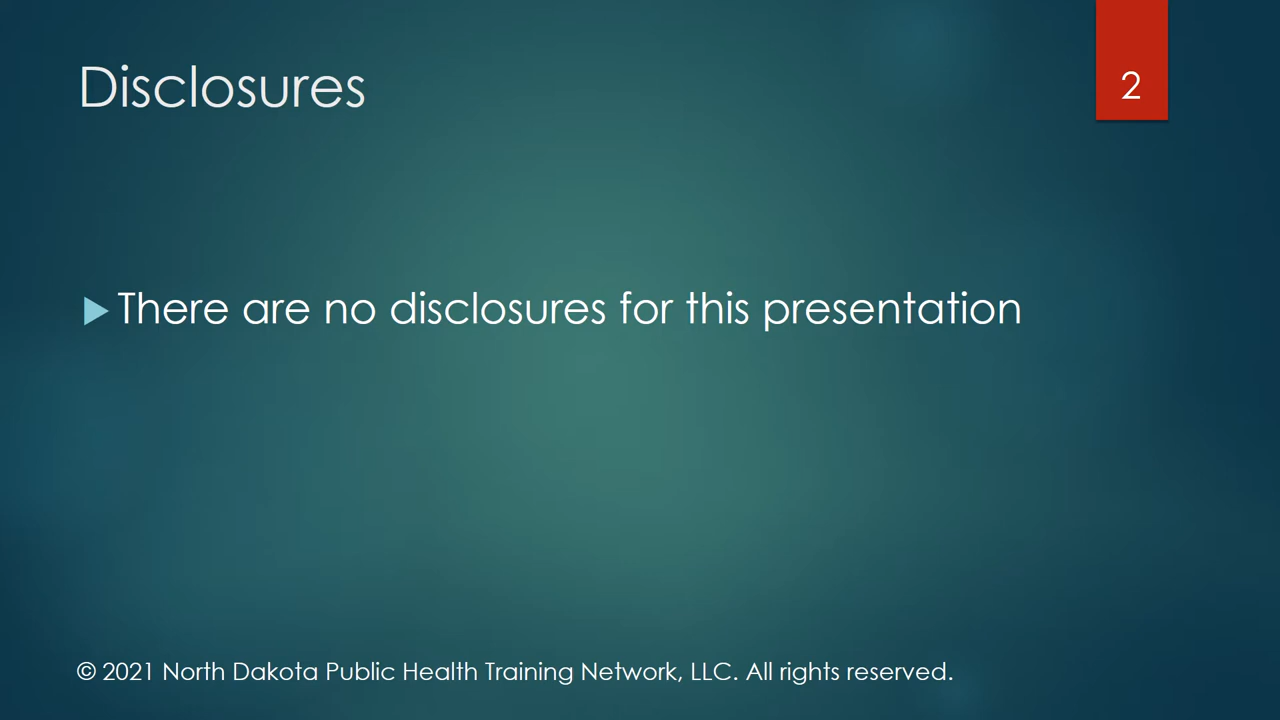 Disclosures
2
There are no disclosures for this presentation
© 2021 North Dakota Public Health Training Network, LLC. All rights reserved.